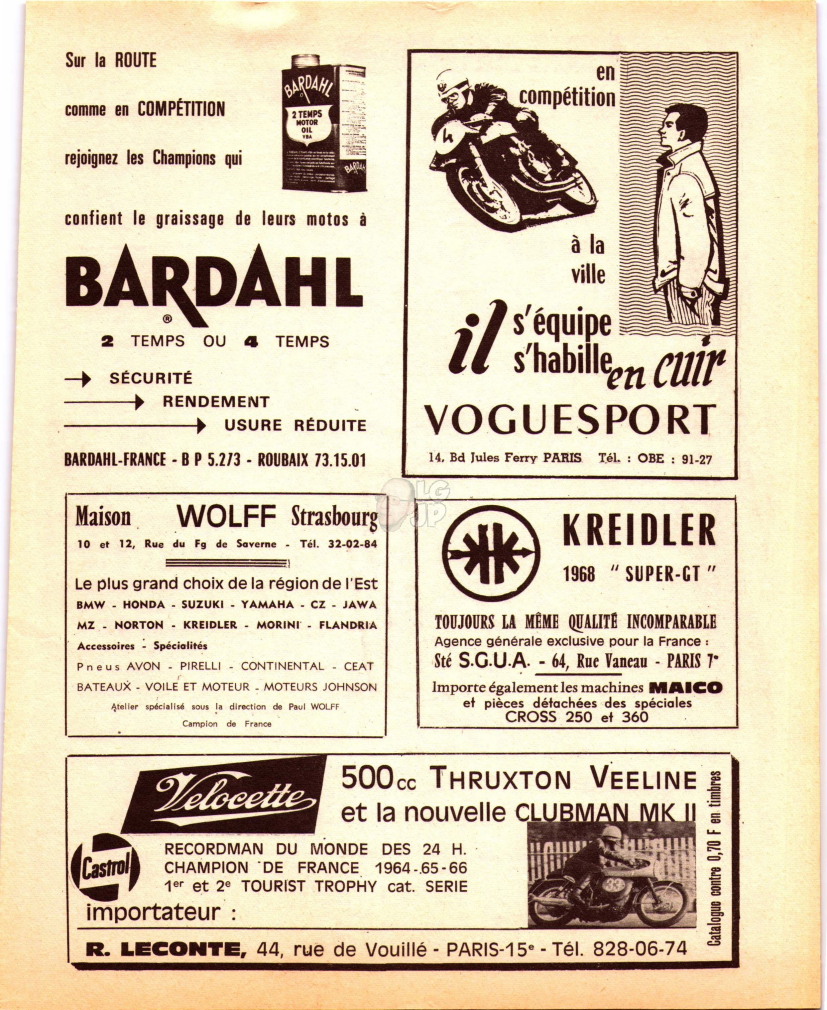 Sur la ROUTE
comme en COMPÉTITION
rejoignez les Champions qui
BARDAHL
2 TEMPS
MOTOR
OIL
VBA
BARDAHL
confient le graissage de leurs motos à
BARDAHL
®
2 TEMPS OU 4 TEMPS
SÉCURITÉ
RENDEMENT
USURE RÉDUITE
BARDAHL-FRANCE - B P 5.273 - ROUBAIX 73.15.01
4
en
compétition
à la
ville
il s'équipe
s'habille en cuir
VOGUESPORT
14, Bd Jules Ferry PARIS Tél. : OBE : 91-27
LG
JP
Maison WOLFF Strasbourg
10 et 12, Rue du Fg de Saverne - Tél. 32-02-84
Le plus grand choix de la région de l'Est
BMW - HONDA - SUZUKI - YAMAHA - CZ - JAWA
MZ - NORTON - KREIDLER - MORINI - FLANDRIA
Accessoires - Spécialités
Pneus AVON - PIRELLI - CONTINENTAL - CEAT
BATEAUX - VOILE ET MOTEUR - MOTEURS JOHNSON
Atelier spécialisé sous la direction de Paul WOLFF
Campion de France
KREIDLER
1968 " SUPER-GT "
TOUJOURS LA MÊME QUALITÉ INCOMPARABLE
Agence générale exclusive pour la France :
Sté S.G.U.A. - 64, Rue Vaneau - PARIS 7e
Importe également les machines MAICO
et pièces détachées des spéciales
CROSS 250 et 360
Velocette
500cc THRUXTON VEELINE
et la nouvelle CLUBMAN MK II
Castrol
RECORDMAN DU MONDE DES 24 H.
CHAMPION DE FRANCE 1964-65-66
1er et 2e TOURIST TROPHY cat. SERIE
importateur :
33
R. LECONTE, 44, rue de Vouillé - PARIS-15e - Tél. 828-06-74
Catalogue contre 0,70 F en timbres